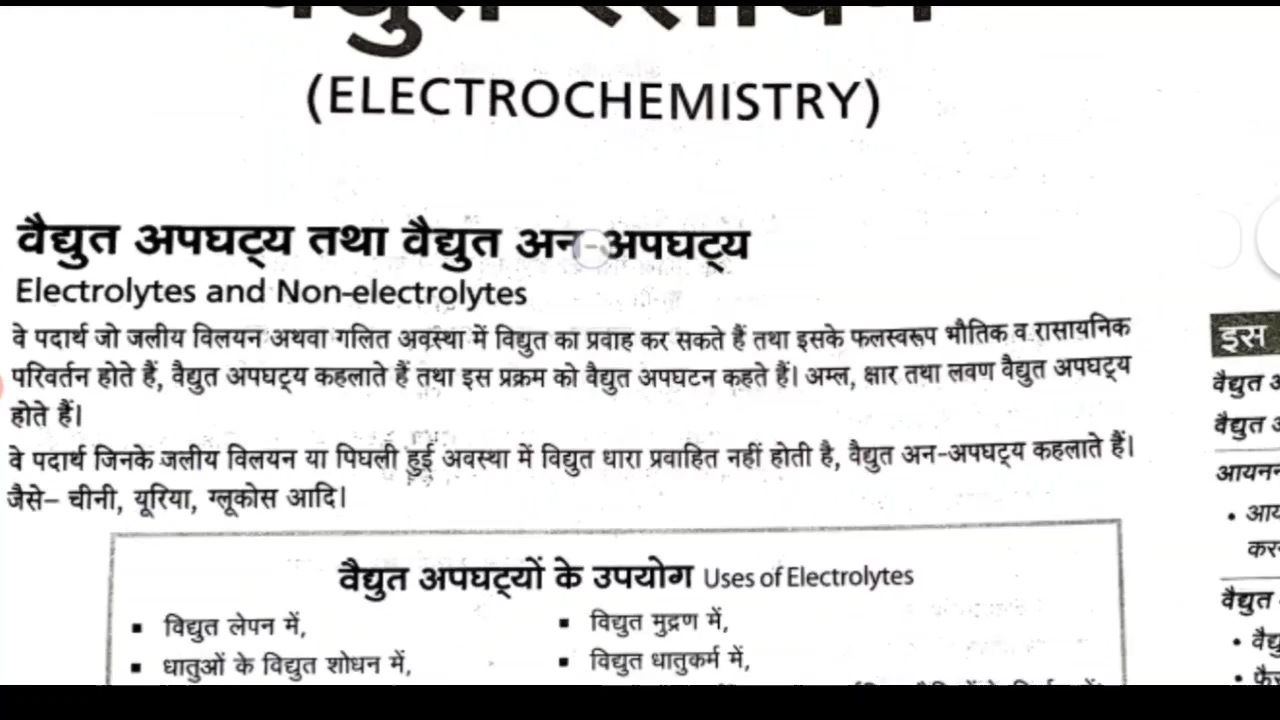 (ELECTROCHEMISTRY)
वैद्युत अपघट्य तथा वैद्युत अन-अपघट्य
Electrolytes and Non-electrolytes
वे पदार्थ जो जलीय विलयन अथवा गलित अवस्था में विद्युत का प्रवाह कर सकते हैं तथा इसके फलस्वरूप भौतिक व रासायनिक
परिवर्तन होते हैं, वैद्युत अपघट्य कहलाते हैं तथा इस प्रक्रम को वैद्युत अपघटन कहते हैं। अम्ल, क्षार तथा लवण वैद्युत अपघट्य
होते हैं।
वे पदार्थ जिनके जलीय विलयन या पिघली हुई अवस्था में विद्युत धारा प्रवाहित नहीं होती है, वैद्युत अन-अपघट्य कहलाते हैं।
जैसे– चीनी, यूरिया, ग्लूकोस आदि।
वैद्युत अपघट्यों के उपयोग Uses of Electrolytes
▪ विद्युत लेपन में,
▪ विद्युत मुद्रण में,
▪ धातुओं के विद्युत शोधन में,
▪ विद्युत धातुकर्म में,
इस
वैद्युत
वैद्युत
वैद्युत